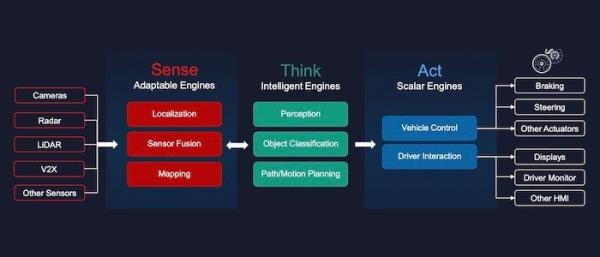 Cameras
Radar
LiDAR
V2X
Other Sensors
Sense
Adaptable Engines
Localization
Sensor Fusion
Mapping
Think
Intelligent Engines
Perception
Object Classification
Path/Motion Planning
Act
Scalar Engines
Vehicle Control
Driver Interaction
Braking
Steering
Other Actuators
Displays
Driver Monitor
Other HMI